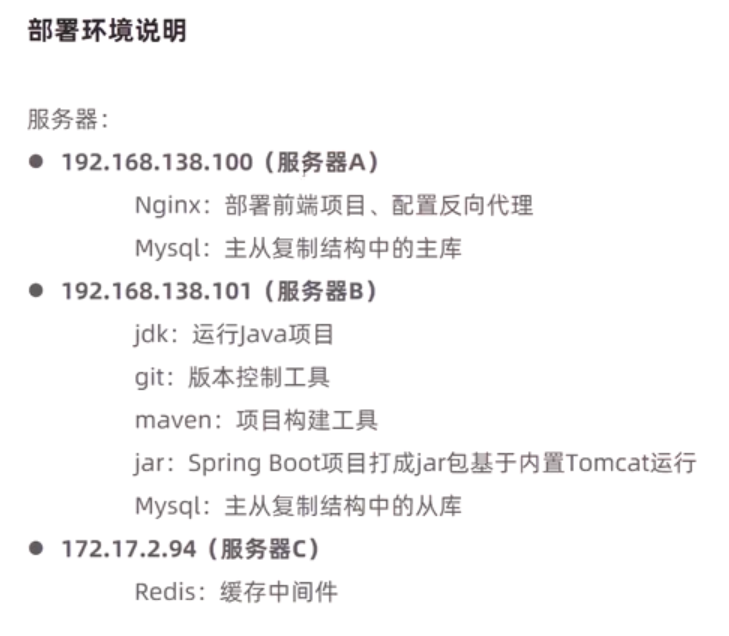 部署环境说明
服务器：
● 192.168.138.100（服务器A）
Nginx：部署前端项目、配置反向代理
Mysql：主从复制结构中的主库
● 192.168.138.101（服务器B）
jdk：运行Java项目
git：版本控制工具
maven：项目构建工具
jar：Spring Boot项目打成jar包基于内置Tomcat运行
Mysql：主从复制结构中的从库
● 172.17.2.94（服务器C）
Redis：缓存中间件